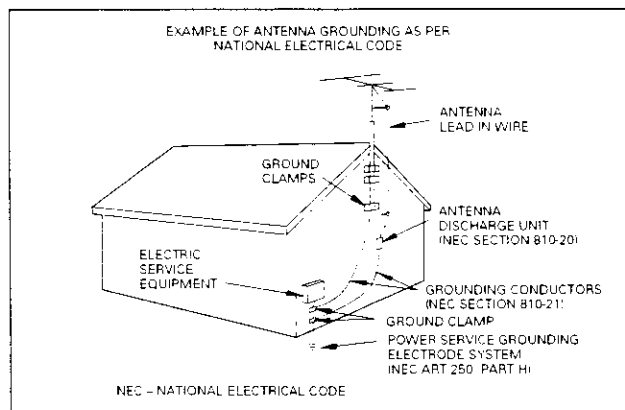 EXAMPLE OF ANTENNA GROUNDING AS PER
NATIONAL ELECTRICAL CODE
ANTENNA
LEAD IN WIRE
GROUND
CLAMPS
ANTENNA
DISCHARGE UNIT
(NEC SECTION 810-20)
ELECTRIC
SERVICE
EQUIPMENT
GROUNDING CONDUCTORS
(NEC SECTION 810-21)
GROUND CLAMP
POWER SERVICE GROUNDING
ELECTRODE SYSTEM
(NEC ART 250 PART H)
NEC – NATIONAL ELECTRICAL CODE